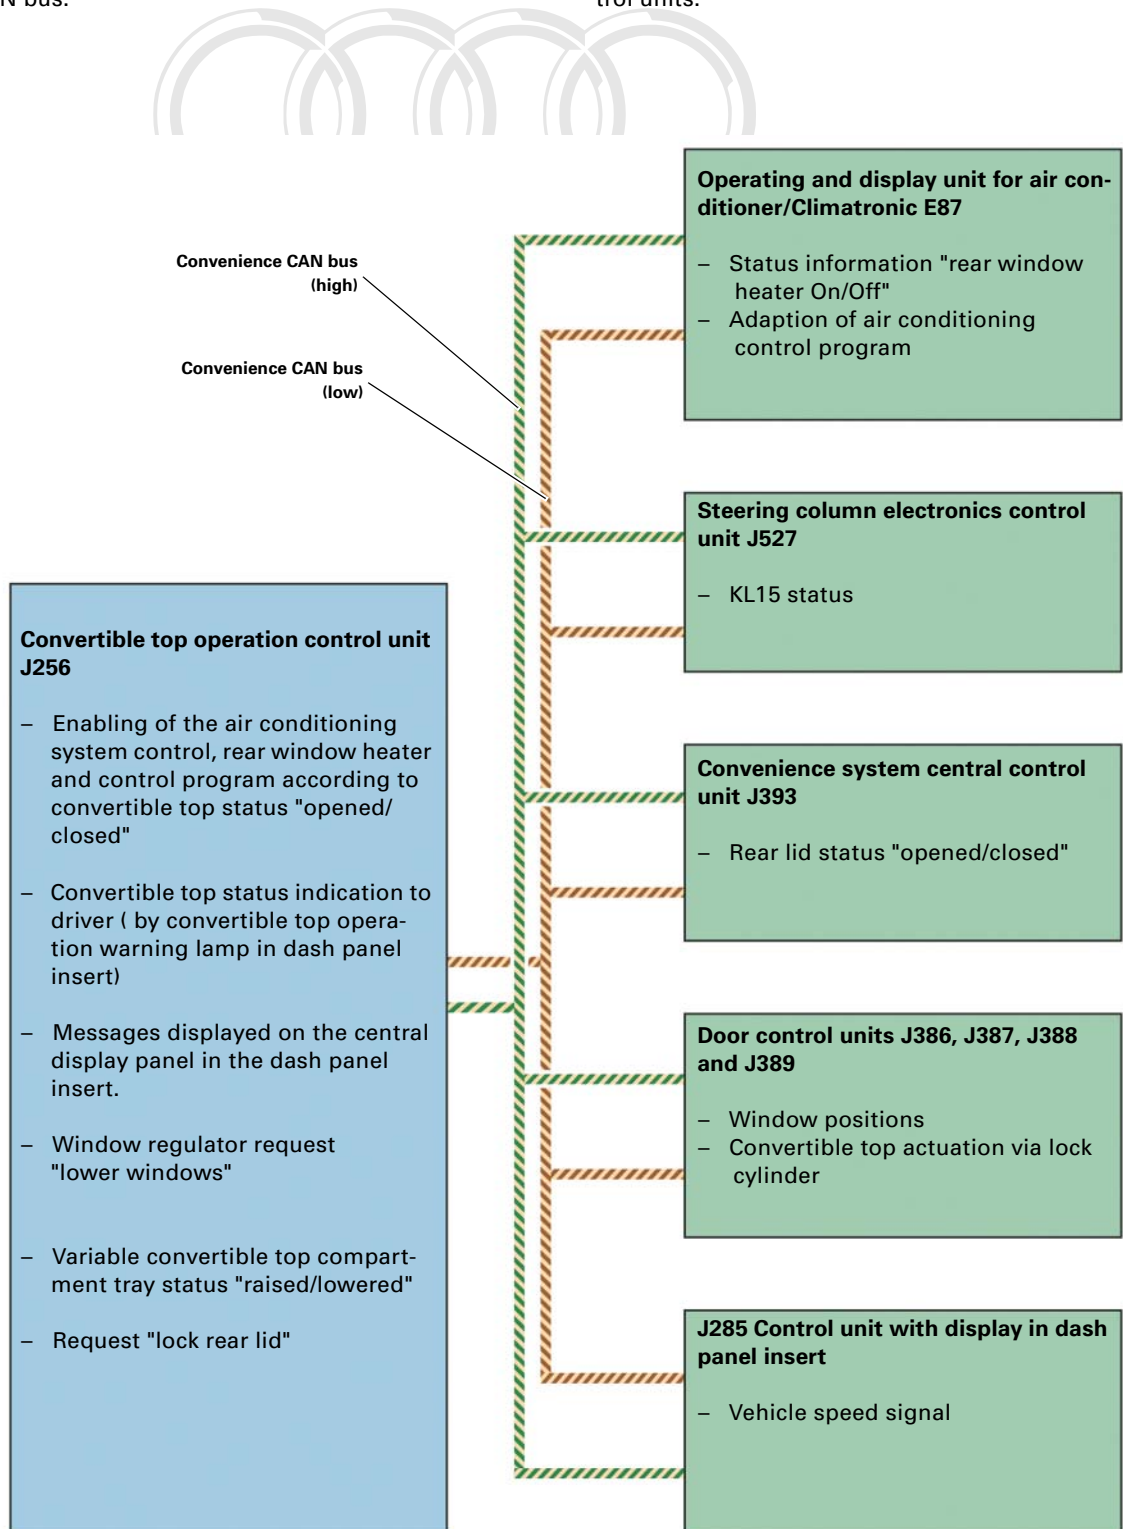 N bus.
trol units.
Operating and display unit for air con-
ditioner/Climatronic E87
– Status information "rear window
heater On/Off"
– Adaption of air conditioning
control program
Convenience CAN bus
(high)
Convenience CAN bus
(low)
Steering column electronics control
unit J527
– KL15 status
Convertible top operation control unit
J256
– Enabling of the air conditioning
system control, rear window heater
and control program according to
convertible top status "opened/
closed"
– Convertible top status indication to
driver ( by convertible top opera-
tion warning lamp in dash panel
insert)
– Messages displayed on the central
display panel in the dash panel
insert.
– Window regulator request
"lower windows"
– Variable convertible top compart-
ment tray status "raised/lowered"
– Request "lock rear lid"
Convenience system central control
unit J393
– Rear lid status "opened/closed"
Door control units J386, J387, J388
and J389
– Window positions
– Convertible top actuation via lock
cylinder
J285 Control unit with display in dash
panel insert
– Vehicle speed signal